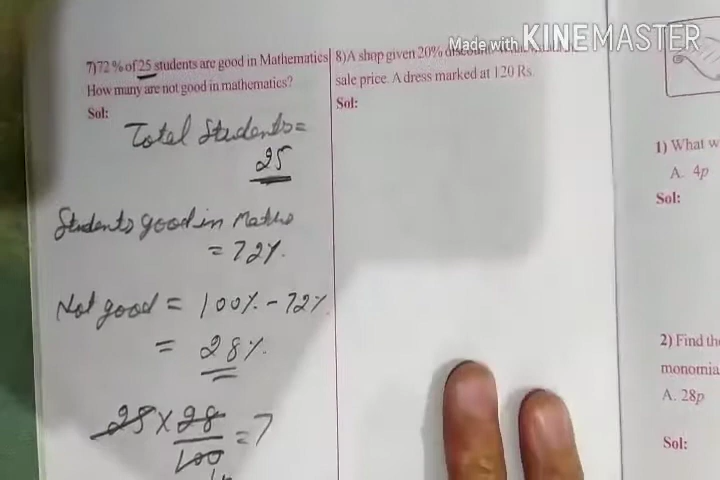 Made with KINEMASTER
7)72 % of 25 students are good in Mathematics
How many are not good in mathematics?
Sol:
Total Students =
25
Students good in Maths
= 72%.
Not good = 100% - 72%
= 28%.
25 × 28
100
= 7
8)A shop given 20% discount
sale price. A dress marked at 120 Rs.
Sol:
1) What w
A. 4p
Sol:
2) Find the
monomia
A. 28p
Sol: